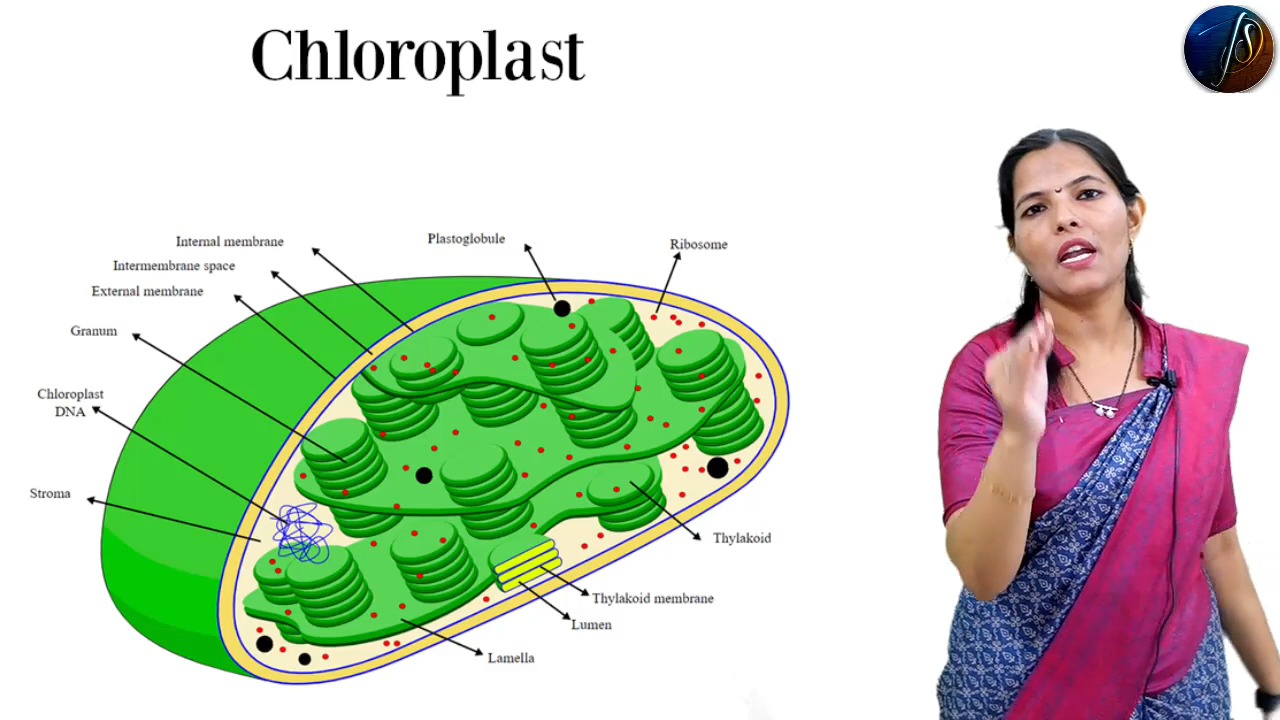 Chloroplast
Internal membrane
Intermembrane space
External membrane
Granum
Chloroplast
DNA
Stroma
Plastoglobule
Ribosome
Thylakoid
Thylakoid membrane
Lumen
Lamella